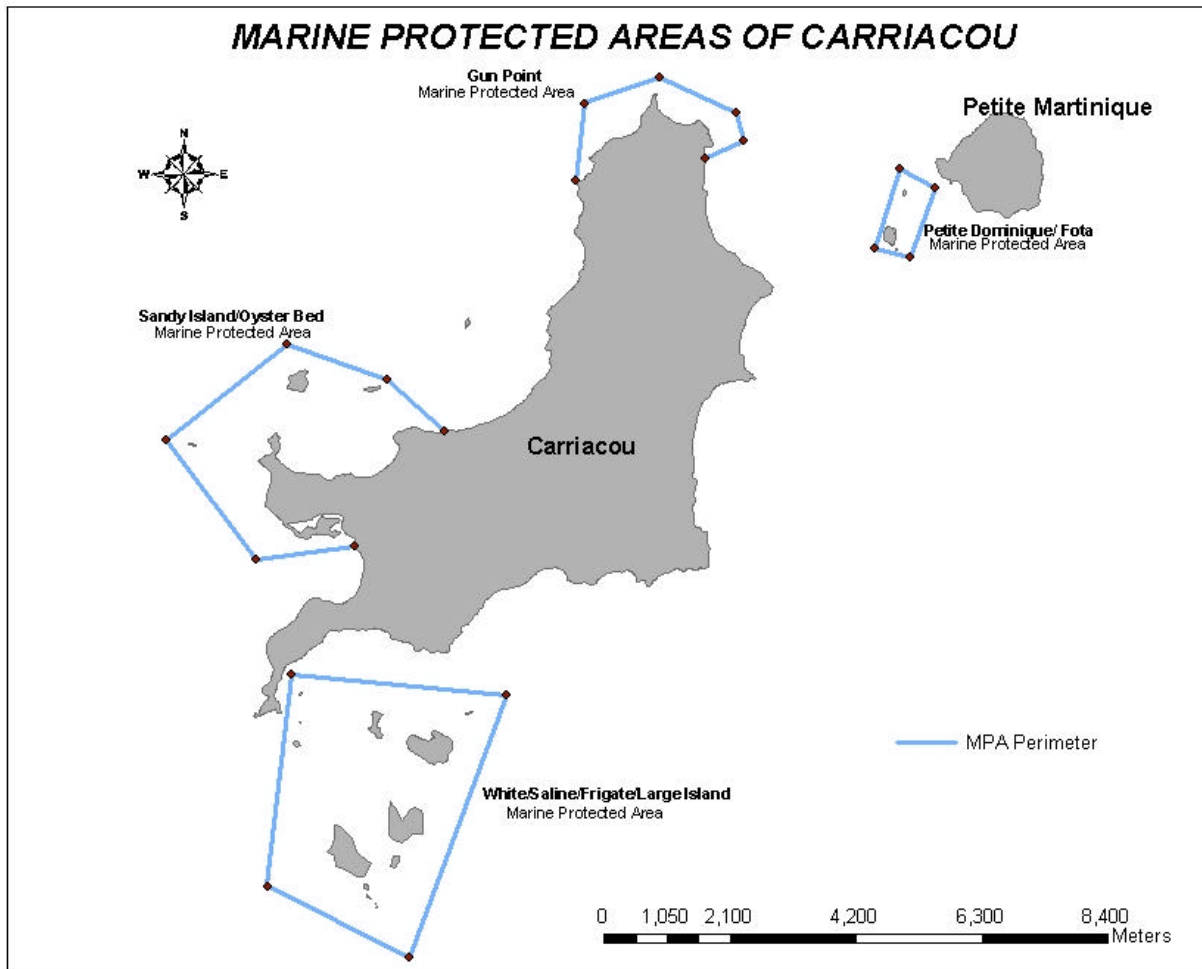 MARINE PROTECTED AREAS OF CARRIACOU
Gun Point
Marine Protected Area
Petite Martinique
N
W E
S
Petite Dominique/ Fota
Marine Protected Area
Sandy Island/Oyster Bed
Marine Protected Area
Carriacou
MPA Perimeter
White/Saline/Frigate/Large Island
Marine Protected Area
0 1,050 2,100 4,200 6,300 8,400
Meters